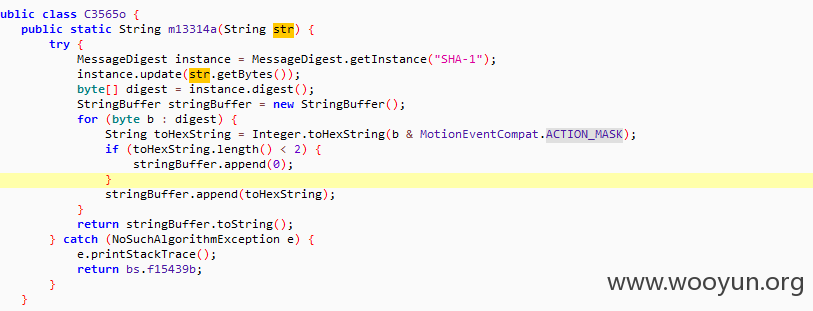 ublic class C3565o {
public static String m13314a(String str) {
try {
MessageDigest instance = MessageDigest.getInstance("SHA-1");
instance.update(str.getBytes());
byte[] digest = instance.digest();
StringBuffer stringBuffer = new StringBuffer();
for (byte b : digest) {
String toHexString = Integer.toHexString(b & MotionEventCompat.ACTION_MASK);
if (toHexString.length() < 2) {
stringBuffer.append(0);
}
stringBuffer.append(toHexString);
}
return stringBuffer.toString();
} catch (NoSuchAlgorithmException e) {
e.printStackTrace();
return bs.f15439b;
}
}
www.wooyun.org